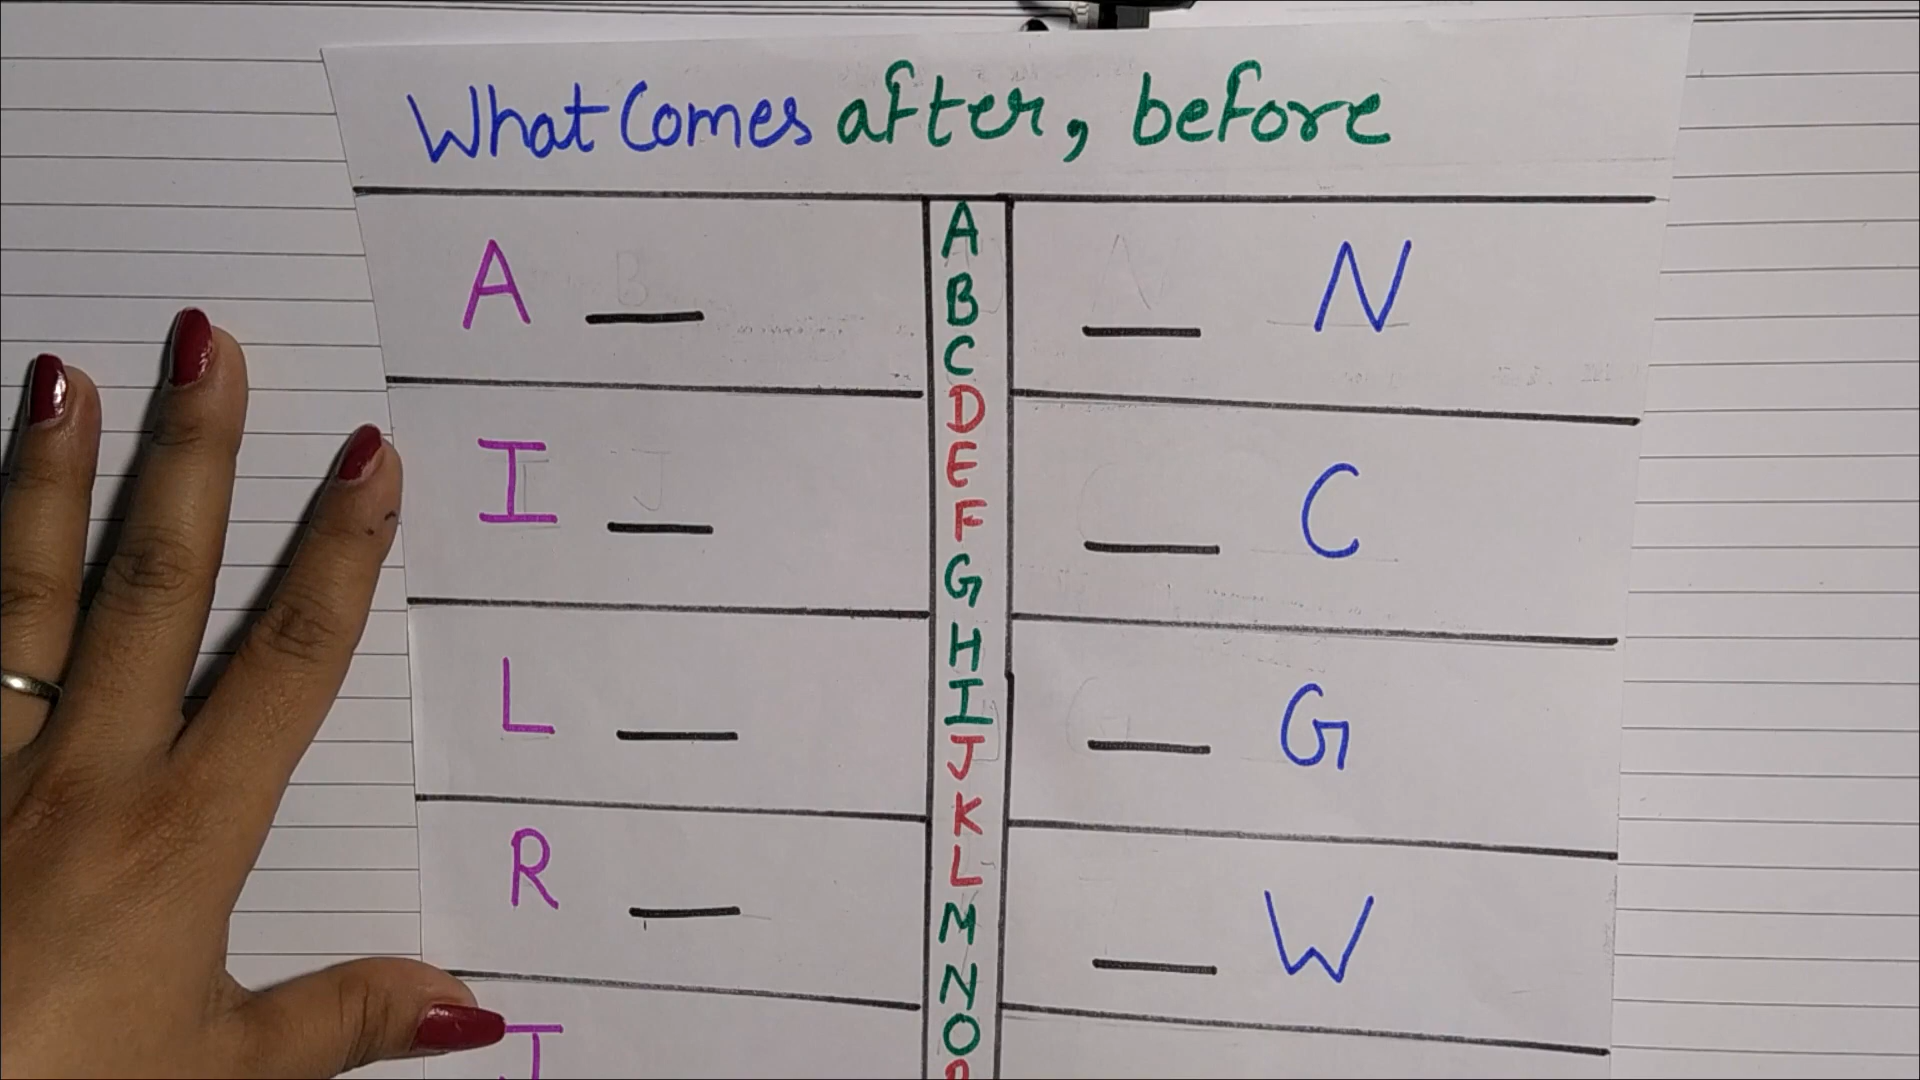 What Comes after, before
A __
I __
L __
R __
A
B
C
D
E
F
G
H
I
J
K
L
M
N
O
__ N
__ C
__ G
__ W